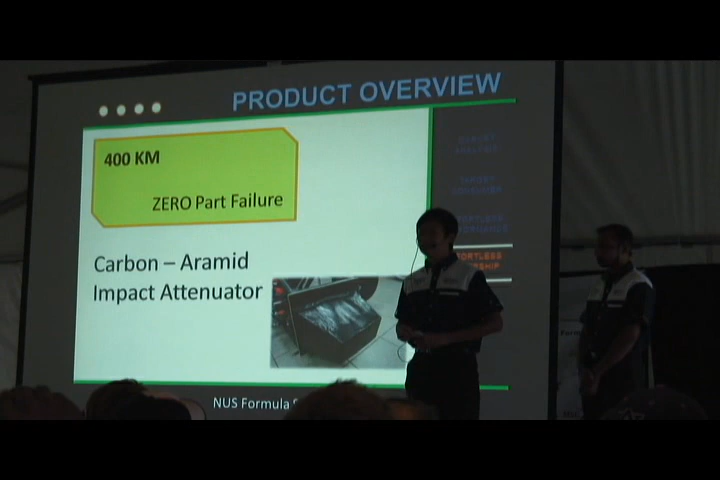 PRODUCT OVERVIEW
400 KM
ZERO Part Failure
Carbon – Aramid
Impact Attenuator
NUS Formula